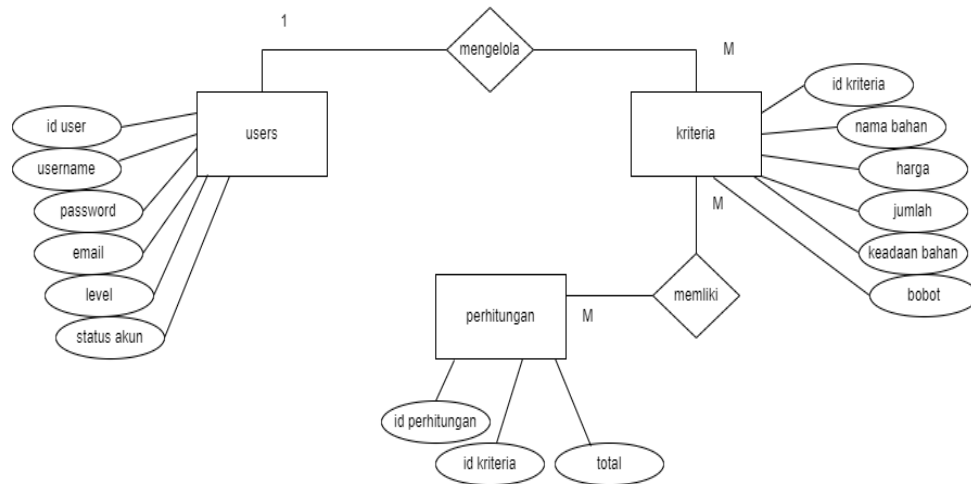 1
mengelola
M
users
kriteria
id user
username
password
email
level
status akun
id kriteria
nama bahan
harga
jumlah
keadaan bahan
bobot
M
memliki
M
perhitungan
id perhitungan
id kriteria
total